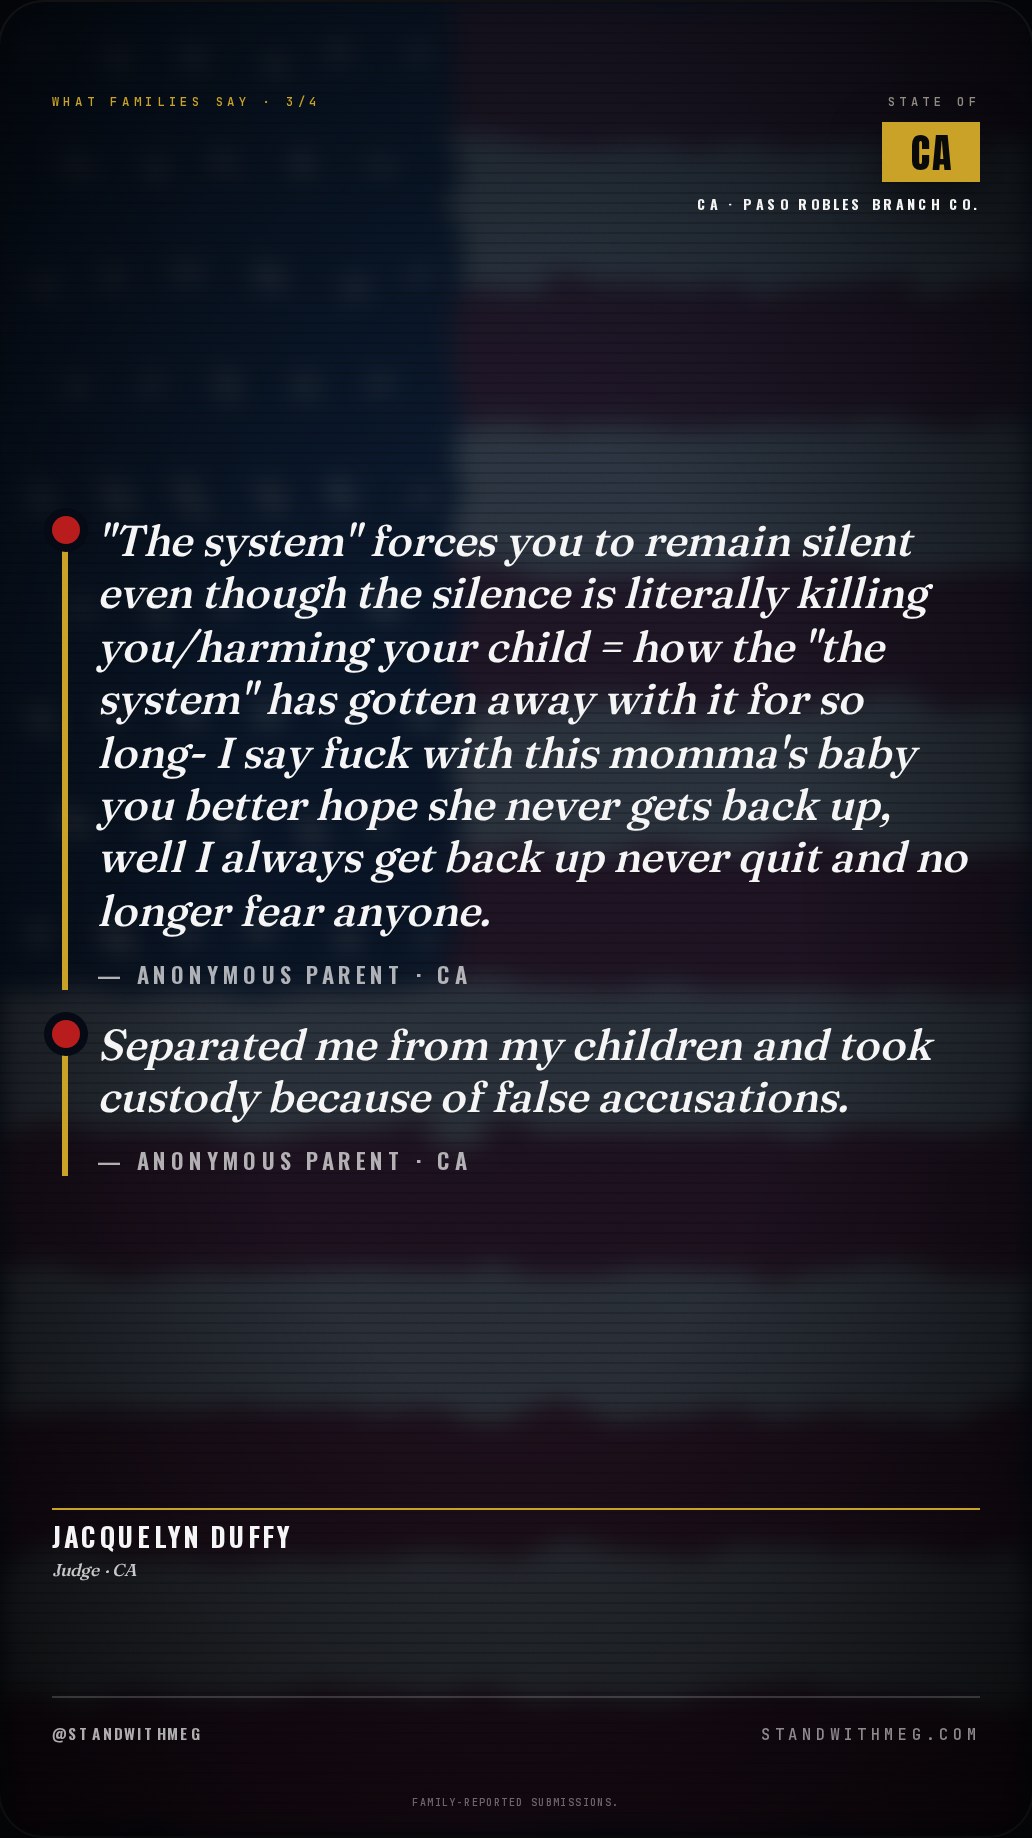 WHAT FAMILIES SAY · 3/4
STATE OF
CA
CA · PASO ROBLES BRANCH CO.
"The system" forces you to remain silent
even though the silence is literally killing
you/harming your child = how the "the
system" has gotten away with it for so
long- I say fuck with this momma's baby
you better hope she never gets back up,
well I always get back up never quit and no
longer fear anyone.
— ANONYMOUS PARENT · CA
Separated me from my children and took
custody because of false accusations.
— ANONYMOUS PARENT · CA
JACQUELYN DUFFY
Judge · CA
@STANDWITHMEG
STANDWITHMEG.COM
FAMILY-REPORTED SUBMISSIONS.